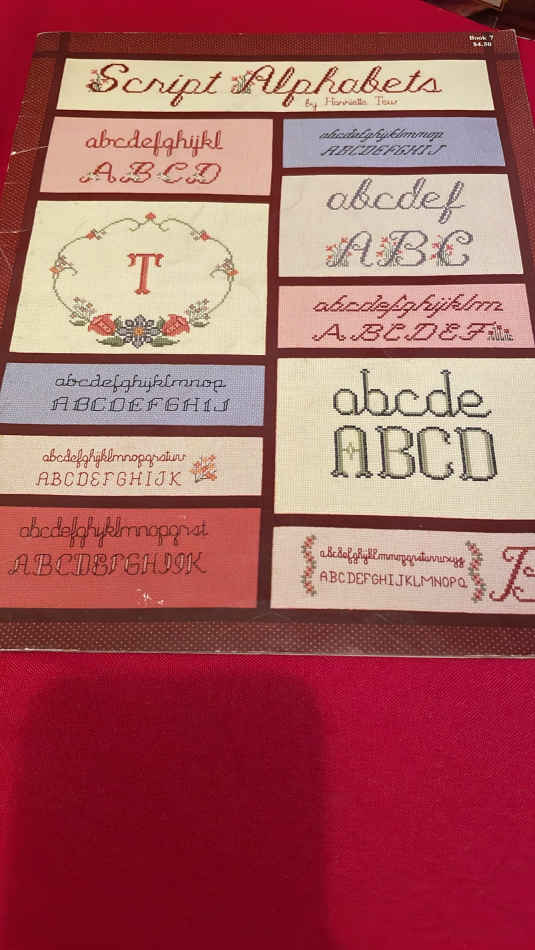 Book 7
$4.50
Script Alphabets
by Harriette Tew
abcdefghijkl
ABCD
T
abcdefghijklmnop
ABCDEFGHIJ
abcdefghijklmnopqrstuv
ABCDEFGHIJK
abcdefghijklmnopqrst
ABCDEFGHIJK
abcdefghijklmnop
ABCDEFGHIJ
abcdef
ABC
abcdefghijklm
ABCDEF
abcde
ABCD
abcdefghijklmnopqrstuvwxyz
ABCDEFGHIJKLMNOPQ